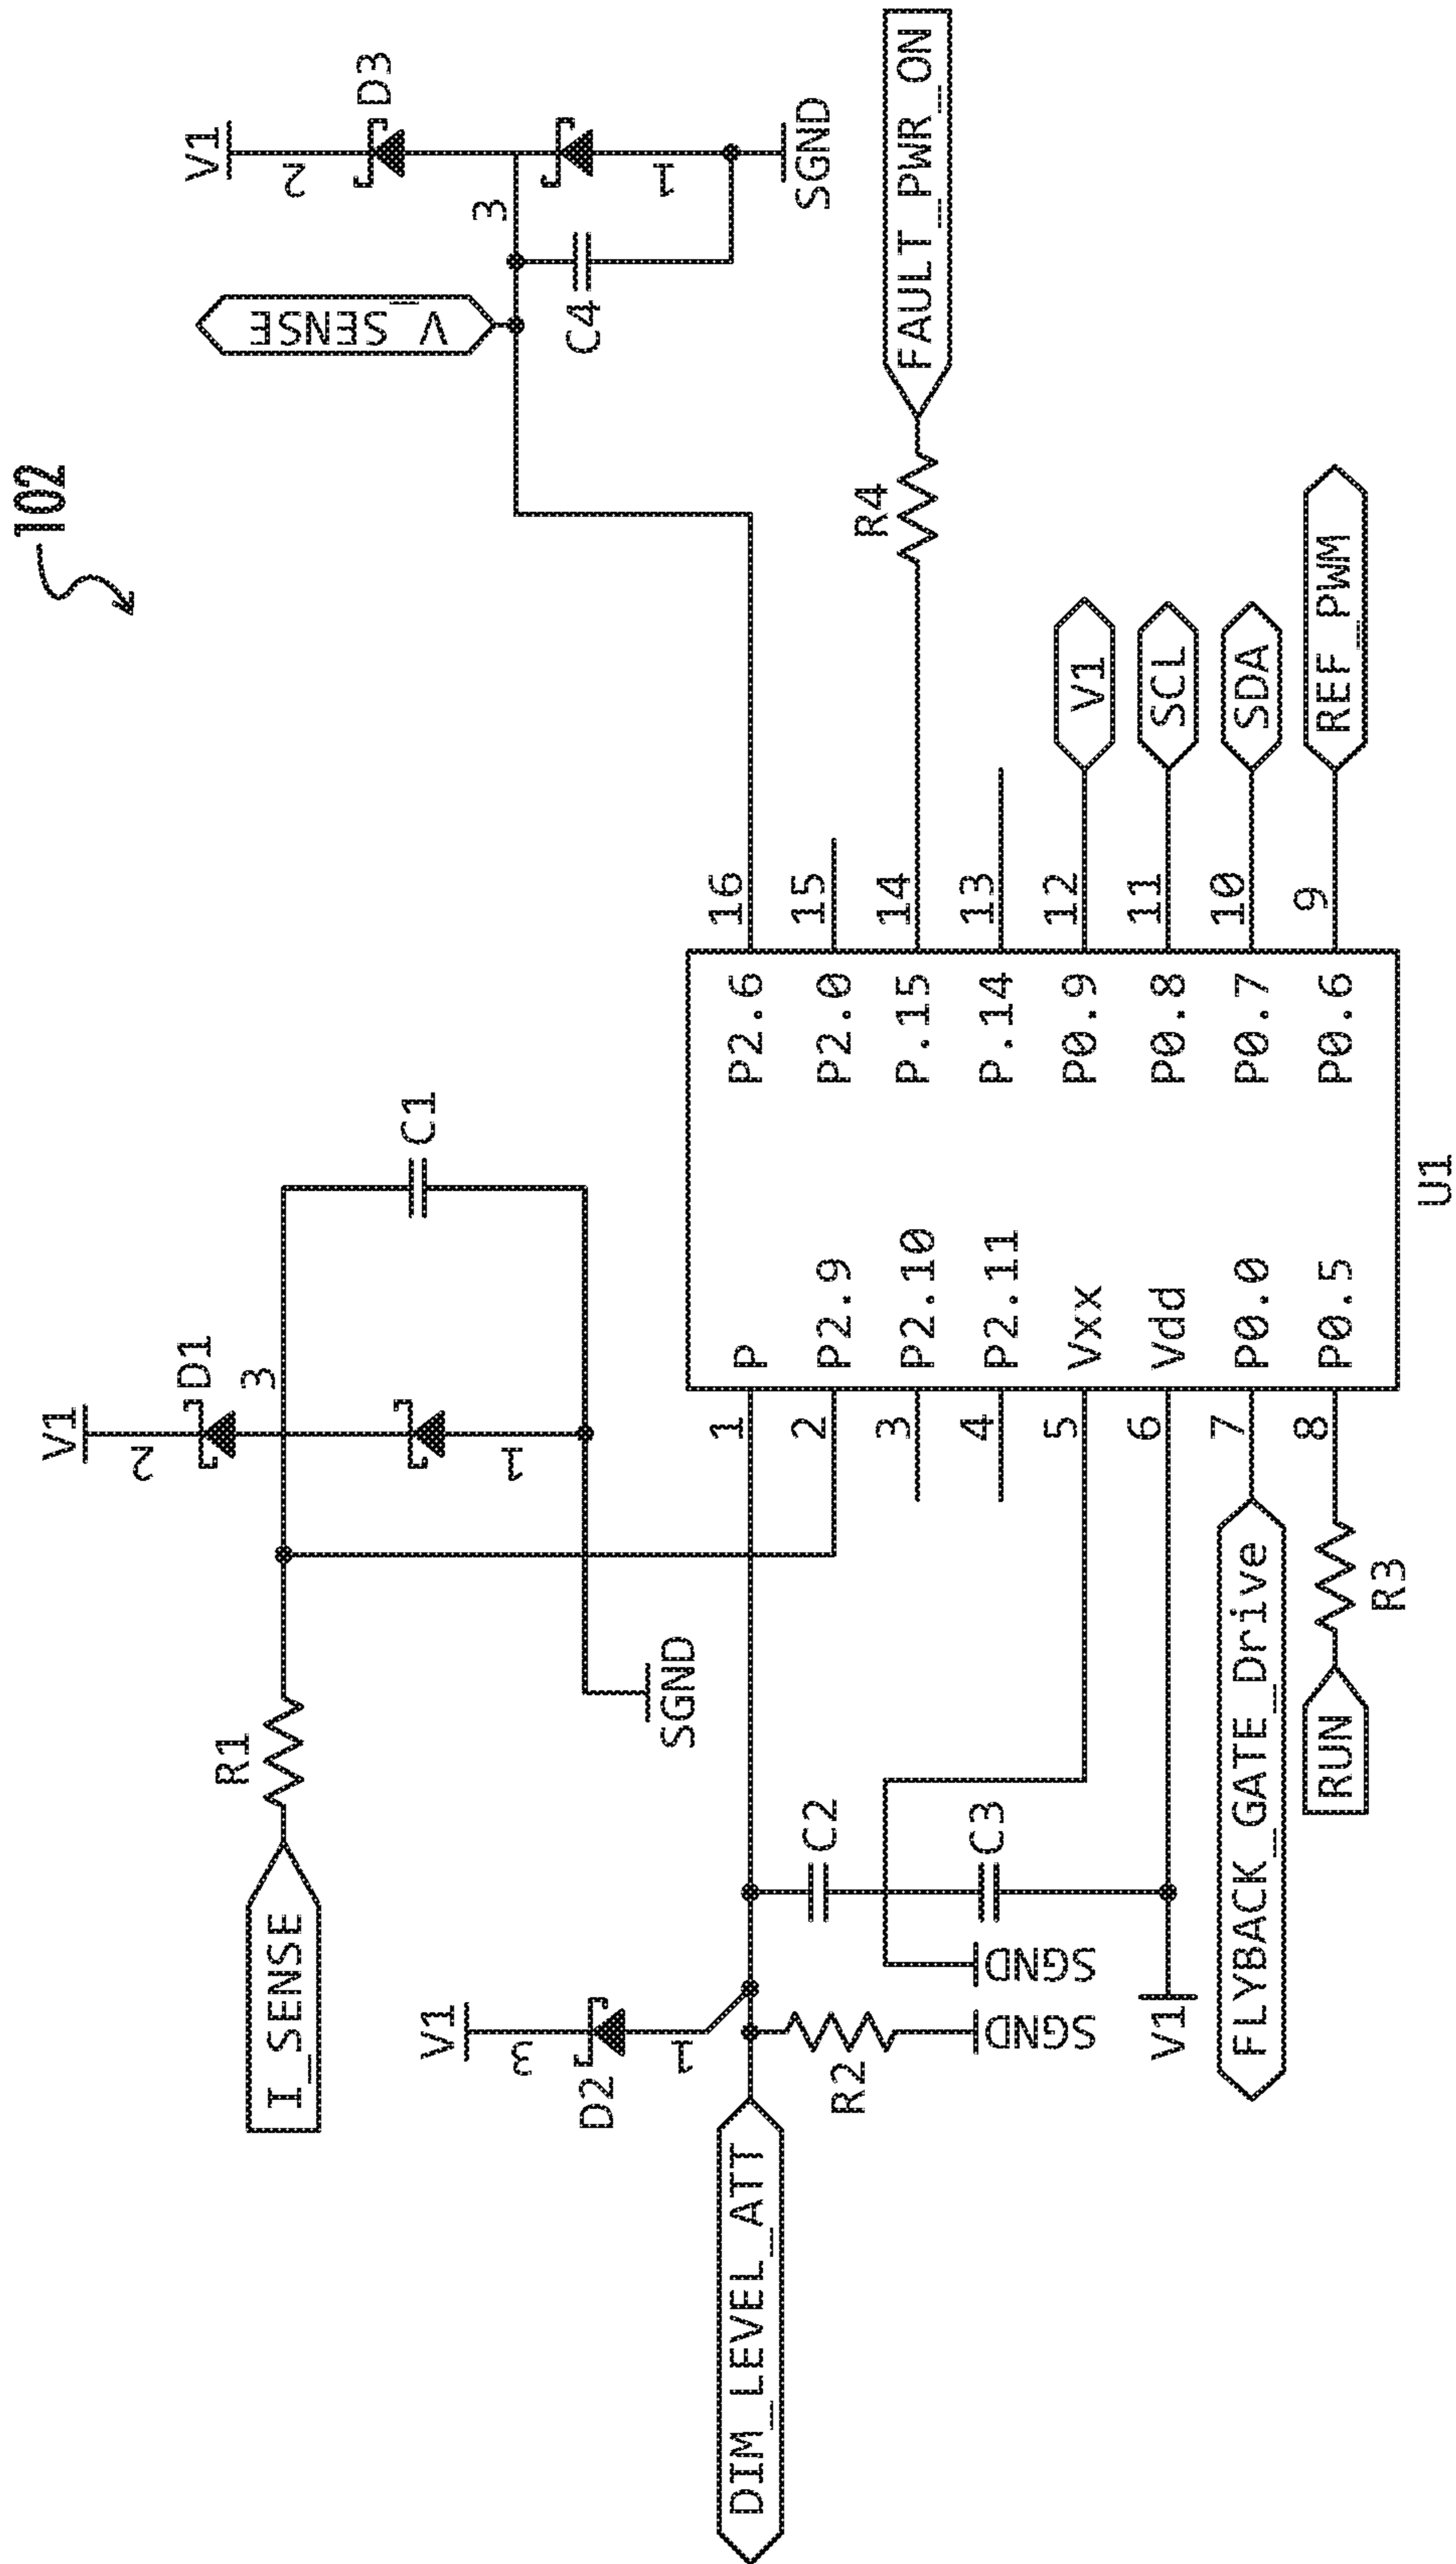 102
V1
2
D1
3
1
C1
I_SENSE
R1
SGND
V1
2
D3
3
1
SGND
V_SENSE
C4
V1
3
D2
1
DIM_LEVEL_ATT
R2
SGND
SGND
C2
C3
V1
FLYBACK_GATE_Drive
RUN
R3
1
2
3
4
5
6
7
8
P
P2.9
P2.10
P2.11
Vxx
Vdd
P0.0
P0.5
P2.6
P2.0
P.15
P.14
P0.9
P0.8
P0.7
P0.6
16
15
14
13
12
11
10
9
U1
R4
FAULT_PWR_ON
V1
SCL
SDA
REF_PWM